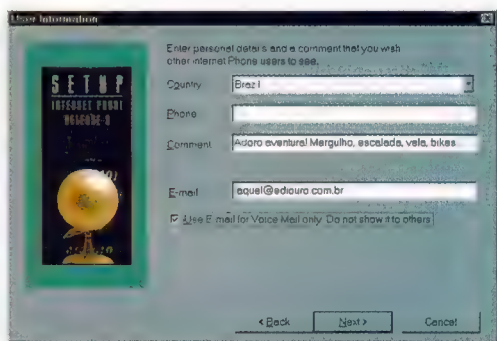 User Information
Enter personal details and a comment that you wish
other internet Phone users to see.
SETUP
INTERNET PHONE
RELEASE
Country
Brazil
Phone
Comment
Adoro aventura! Mergulho, escalada, vela, bikes
E-mail
aquel@ediouro.com.br
Use E-mail for Voice Mail only. Do not show it to others
< Back
Next >
Cancel